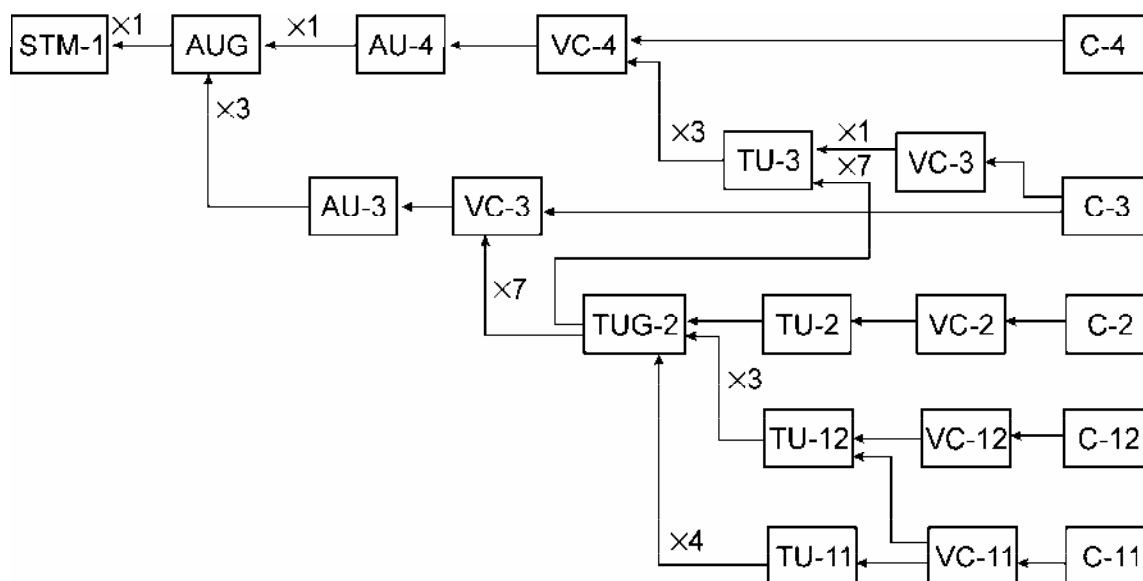 ×1 ×1
STM-1 AUG AU-4 VC-4 C-4
×3 ×3 ×1
TU-3 ×7 VC-3
AU-3 VC-3 C-3
×7
TUG-2 TU-2 VC-2 C-2
×3
TU-12 VC-12 C-12
×4
TU-11 VC-11 C-11